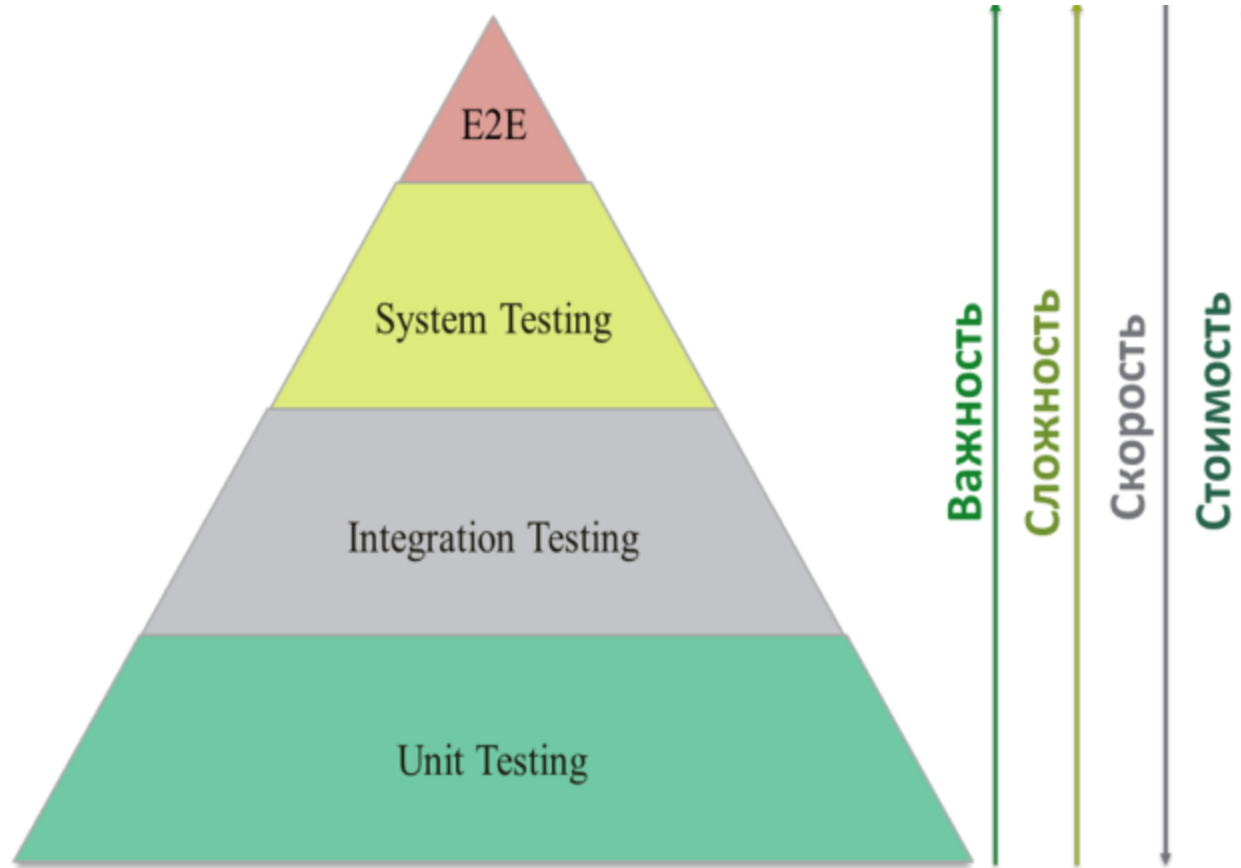 E2E
System Testing
Integration Testing
Unit Testing
Важность
Сложность
Скорость
Стоимость